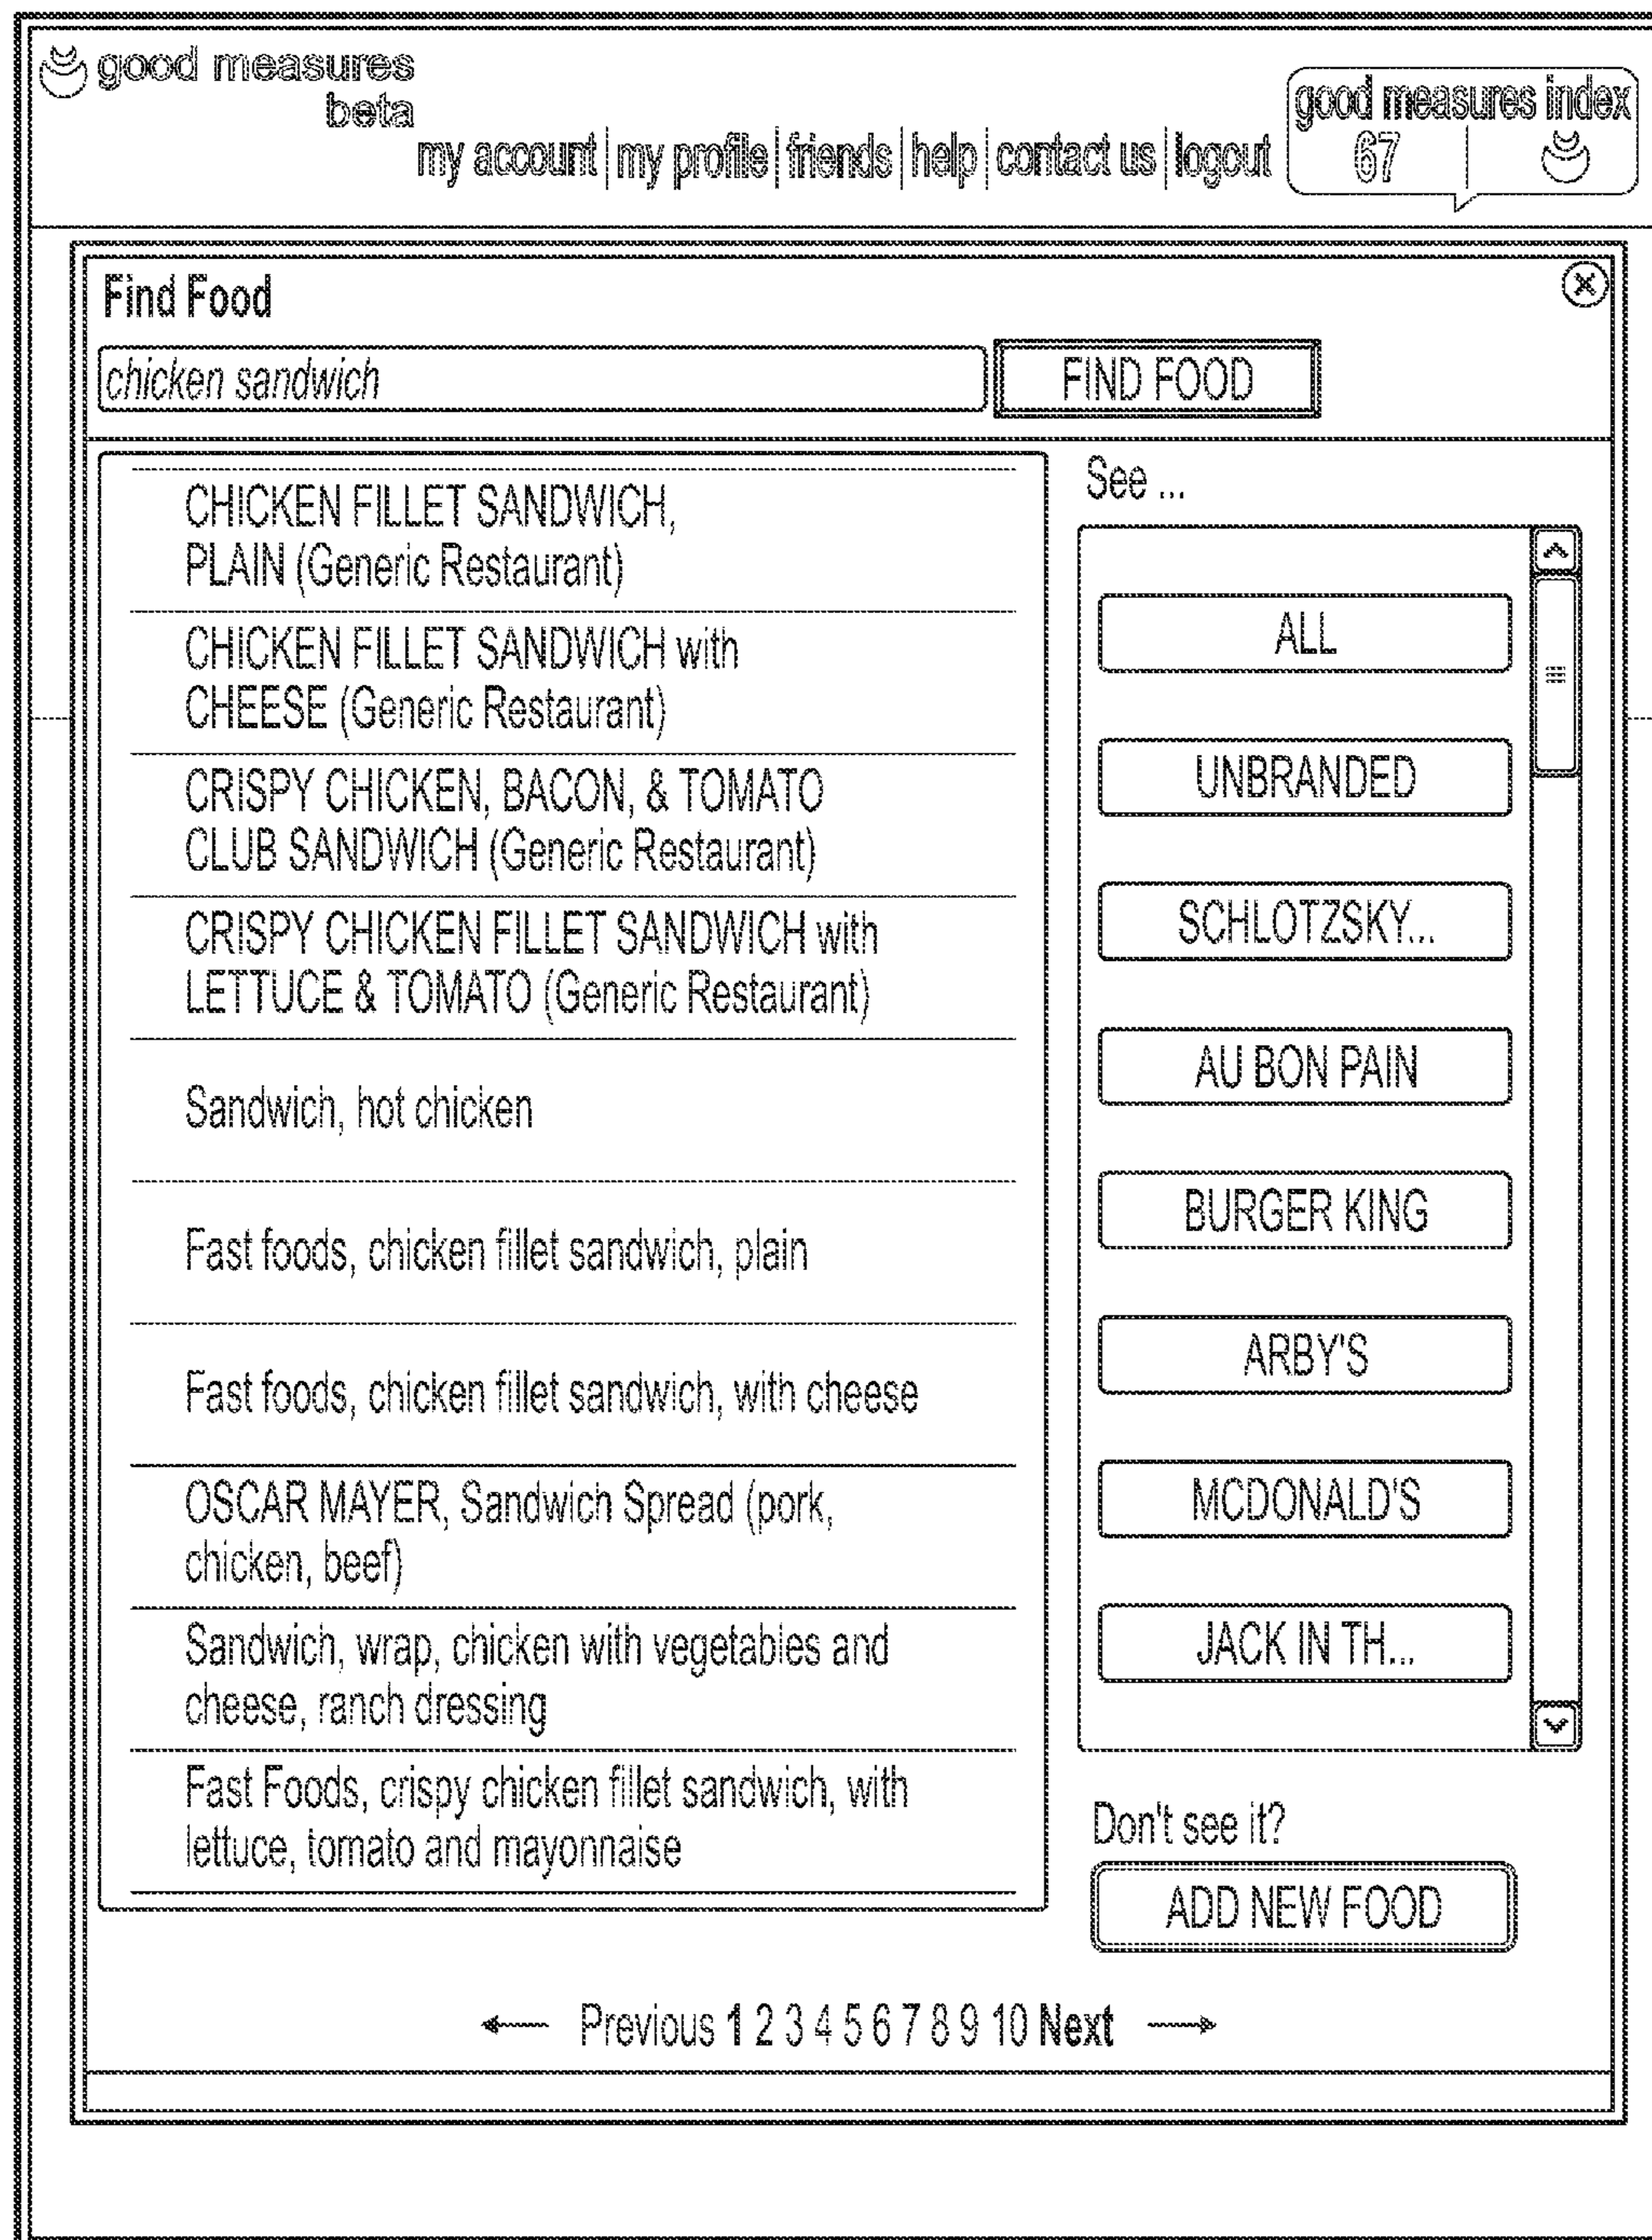 good measures
beta
my account | my profile | friends | help | contact us | logout
good measures index
67
Find Food
chicken sandwich
FIND FOOD
CHICKEN FILLET SANDWICH,
PLAIN (Generic Restaurant)
CHICKEN FILLET SANDWICH with
CHEESE (Generic Restaurant)
CRISPY CHICKEN, BACON, & TOMATO
CLUB SANDWICH (Generic Restaurant)
CRISPY CHICKEN FILLET SANDWICH with
LETTUCE & TOMATO (Generic Restaurant)
Sandwich, hot chicken
Fast foods, chicken fillet sandwich, plain
Fast foods, chicken fillet sandwich, with cheese
OSCAR MAYER, Sandwich Spread (pork,
chicken, beef)
Sandwich, wrap, chicken with vegetables and
cheese, ranch dressing
Fast Foods, crispy chicken fillet sandwich, with
lettuce, tomato and mayonnaise
See ...
ALL
UNBRANDED
SCHLOTZSKY...
AU BON PAIN
BURGER KING
ARBY'S
MCDONALD'S
JACK IN TH...
Don't see it?
ADD NEW FOOD
Previous 1 2 3 4 5 6 7 8 9 10 Next